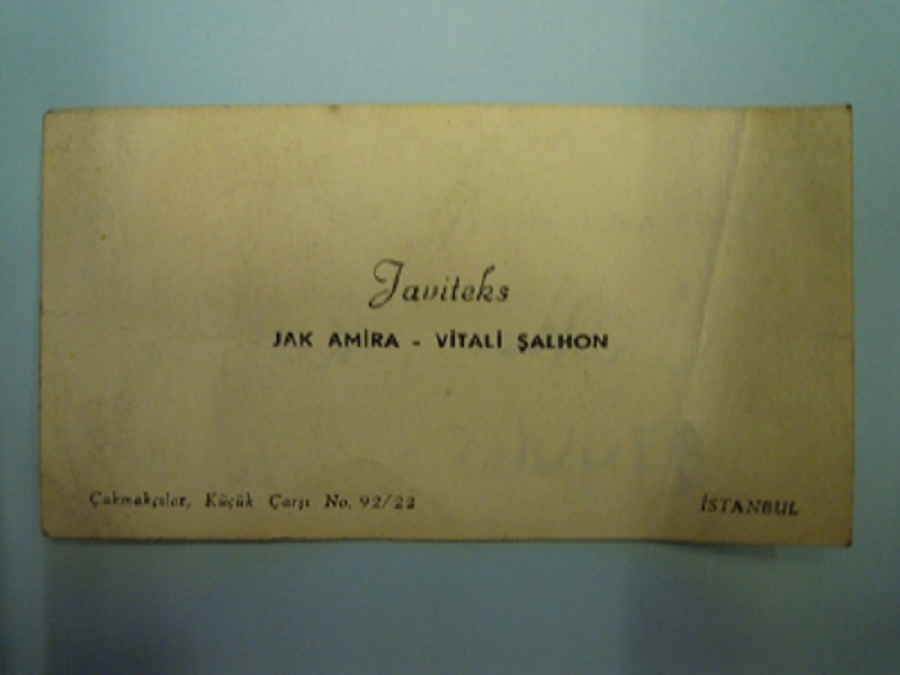 Javiteks
JAK AMİRA - VİTALİ ŞALHON
Çakmakçılar, Küçük Çarşı No. 92/22
İSTANBUL